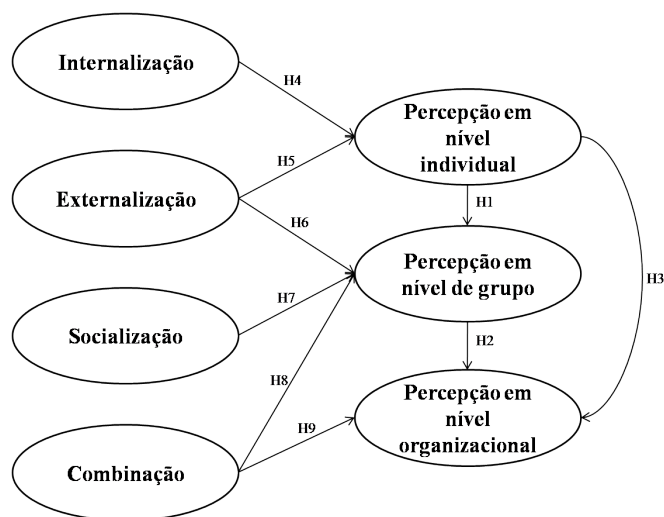 Internalização
H4
Percepção em
nível
individual
H5
Externalização
H1
H6
Percepção em
nível de grupo
H3
H7
Socialização
H2
H8
Percepção em
nível
organizacional
H9
Combinação